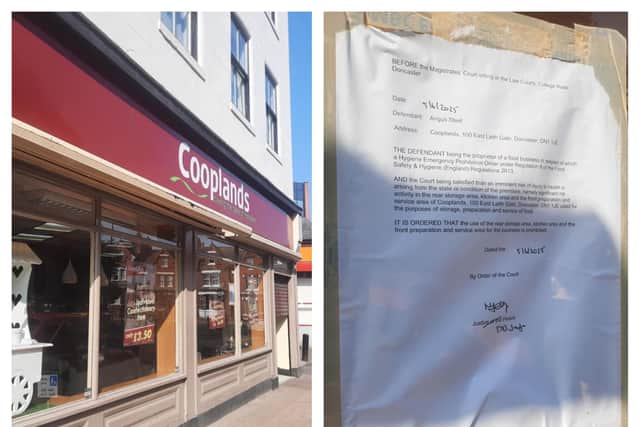 Cooplands
Confectionery
£3.50
BEFORE the Magistrates' Court sitting at the Law Courts, College Road
Doncaster
Date
Defendant
Address: Cooplands, 100 East Laith Gate, Doncaster, DN1 1JE
THE DEFENDANT being the proprietor of a food business in respect of which
a Hygiene Emergency Prohibition Order under Regulation 8 of the Food
Safety & Hygiene (England) Regulations 2013.
AND the Court being satisfied that an imminent risk of injury to health is
arising from the state or condition of the premises, namely significant
activity in the rear storage area, kitchen area and the front preparation and
service area of Cooplands, 100 East Laith Gate, Doncaster, DN1 1JE used for
the purposes of storage, preparation and service of food.
IT IS ORDERED THAT the use of the rear storage area, kitchen area and the
front preparation and service area for the business is prohibited.
Dated the
By Order of the Court